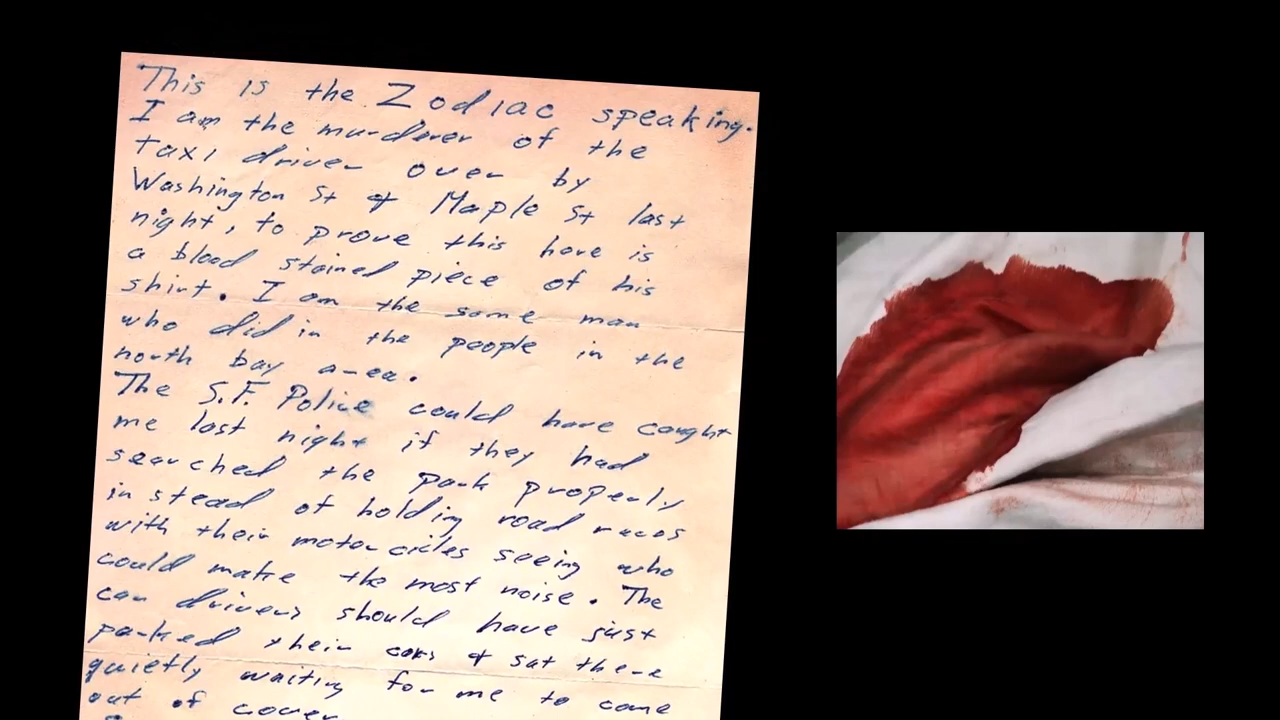 This is the Zodiac speaking.
I am the murderer of the
taxi driver over by
Washington St & Maple St last
night, to prove this here is
a blood stained piece of his
shirt. I am the same man
who did in the people in the
north bay area.
The S.F. Police could have caught
me last night if they had
searched the park properly
in stead of holding road races
with their motorcicles seeing who
could make the most noise. The
car drivers should have just
parked their cars & sat there
quietly waiting for me to come
out of cover